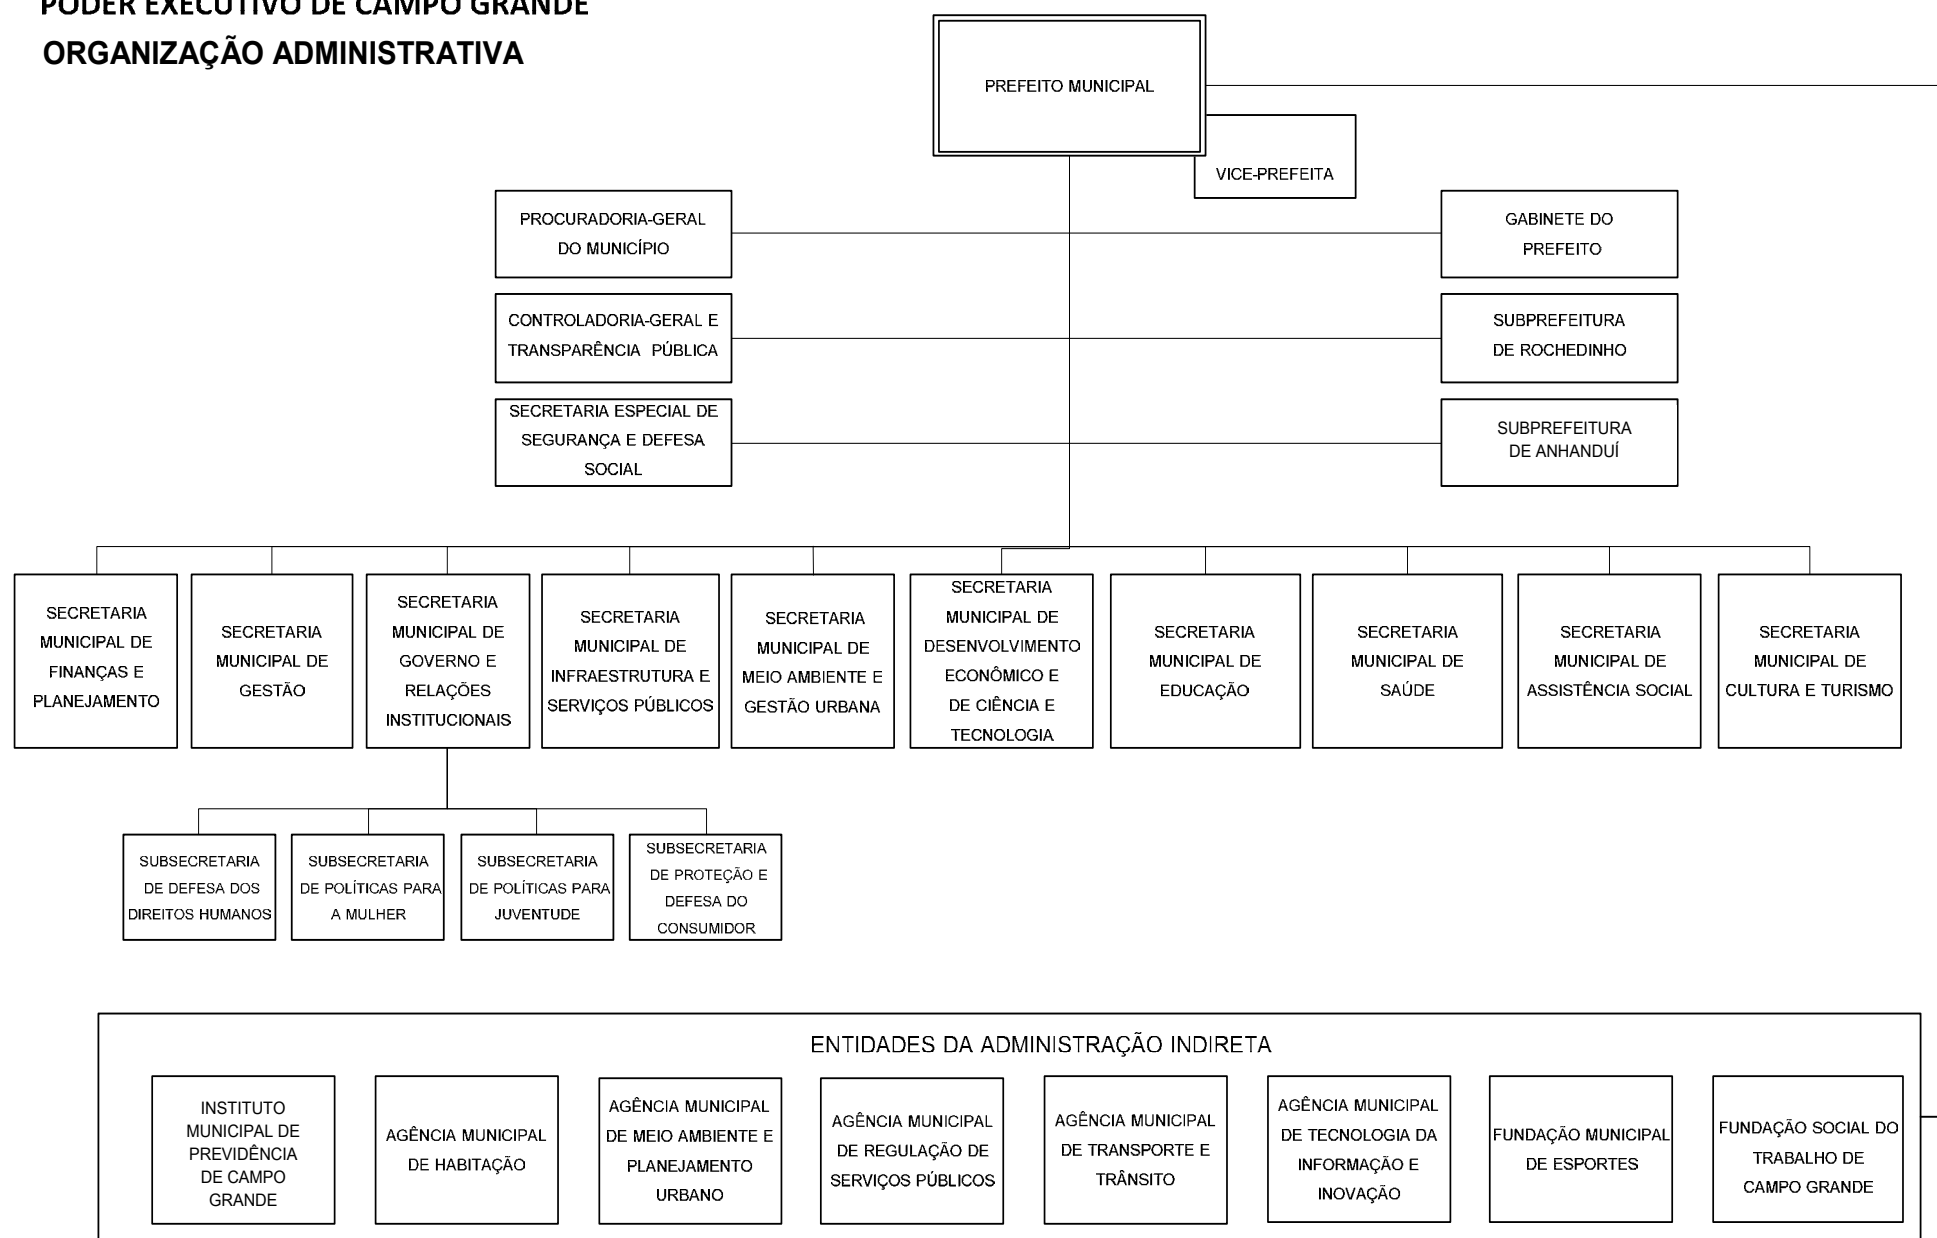 PODER EXECUTIVO DE CAMPO GRANDE
ORGANIZAÇÃO ADMINISTRATIVA
PREFEITO MUNICIPAL
VICE-PREFEITA
PROCURADORIA-GERAL
DO MUNICÍPIO
GABINETE DO
PREFEITO
CONTROLADORIA-GERAL E
TRANSPARÊNCIA PÚBLICA
SUBPREFEITURA
DE ROCHEDINHO
SECRETARIA ESPECIAL DE
SEGURANÇA E DEFESA
SOCIAL
SUBPREFEITURA
DE ANHANDUÍ
SECRETARIA
MUNICIPAL DE
FINANÇAS E
PLANEJAMENTO
SECRETARIA
MUNICIPAL DE
GESTÃO
SECRETARIA
MUNICIPAL DE
GOVERNO E
RELAÇÕES
INSTITUCIONAIS
SECRETARIA
MUNICIPAL DE
INFRAESTRUTURA E
SERVIÇOS PÚBLICOS
SECRETARIA
MUNICIPAL DE
MEIO AMBIENTE E
GESTÃO URBANA
SECRETARIA
MUNICIPAL DE
DESENVOLVIMENTO
ECONÔMICO E
DE CIÊNCIA E
TECNOLOGIA
SECRETARIA
MUNICIPAL DE
EDUCAÇÃO
SECRETARIA
MUNICIPAL DE
SAÚDE
SECRETARIA
MUNICIPAL DE
ASSISTÊNCIA SOCIAL
SECRETARIA
MUNICIPAL DE
CULTURA E TURISMO
SUBSECRETARIA
DE DEFESA DOS
DIREITOS HUMANOS
SUBSECRETARIA
DE POLÍTICAS PARA
A MULHER
SUBSECRETARIA
DE POLÍTICAS PARA
JUVENTUDE
SUBSECRETARIA
DE PROTEÇÃO E
DEFESA DO
CONSUMIDOR
ENTIDADES DA ADMINISTRAÇÃO INDIRETA
INSTITUTO
MUNICIPAL DE
PREVIDÊNCIA
DE CAMPO
GRANDE
AGÊNCIA MUNICIPAL
DE HABITAÇÃO
AGÊNCIA MUNICIPAL
DE MEIO AMBIENTE E
PLANEJAMENTO
URBANO
AGÊNCIA MUNICIPAL
DE REGULAÇÃO DE
SERVIÇOS PÚBLICOS
AGÊNCIA MUNICIPAL
DE TRANSPORTE E
TRÂNSITO
AGÊNCIA MUNICIPAL
DE TECNOLOGIA DA
INFORMAÇÃO E
INOVAÇÃO
FUNDAÇÃO MUNICIPAL
DE ESPORTES
FUNDAÇÃO SOCIAL DO
TRABALHO DE
CAMPO GRANDE